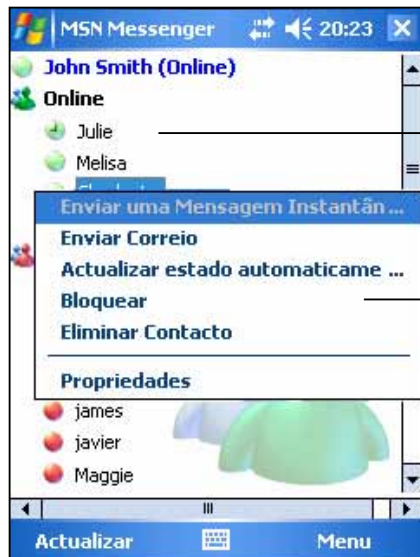 MSN Messenger 20:23
John Smith (Online)
Online
Julie
Melisa
Enviar uma Mensagem Instantân ...
Enviar Correio
Actualizar estado automaticame ...
Bloquear
Eliminar Contacto
Propriedades
james
javier
Maggie
Actualizar Menu